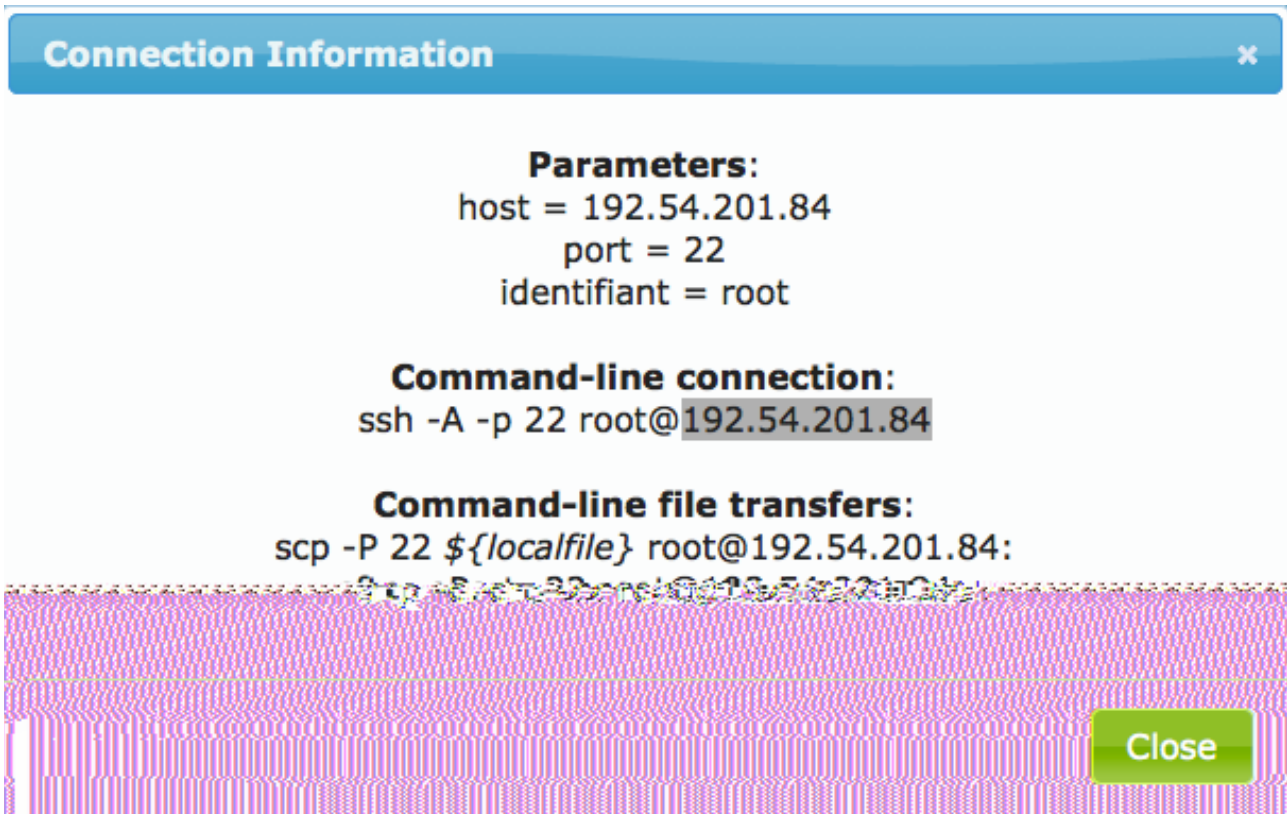 Connection Information
Parameters:
host = 192.54.201.84
port = 22
identifiant = root
Command-line connection:
ssh -A -p 22 root@192.54.201.84
Command-line file transfers:
scp -P 22 ${localfile} root@192.54.201.84:
Close